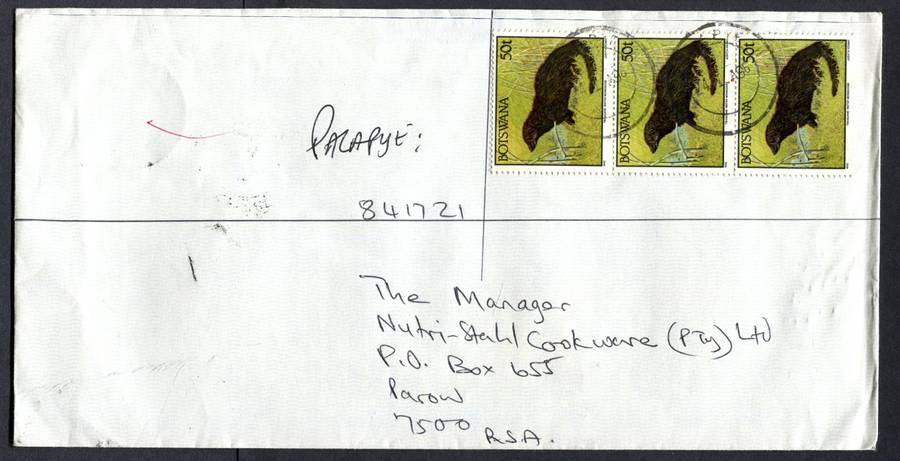 50t BOTSWANA
50t BOTSWANA
50t BOTSWANA
Palapye:
841721
The Manager
Nutri-Stahl Cookware (Pty) Ltd
P.O. Box 655
Parow
7500
R.S.A.